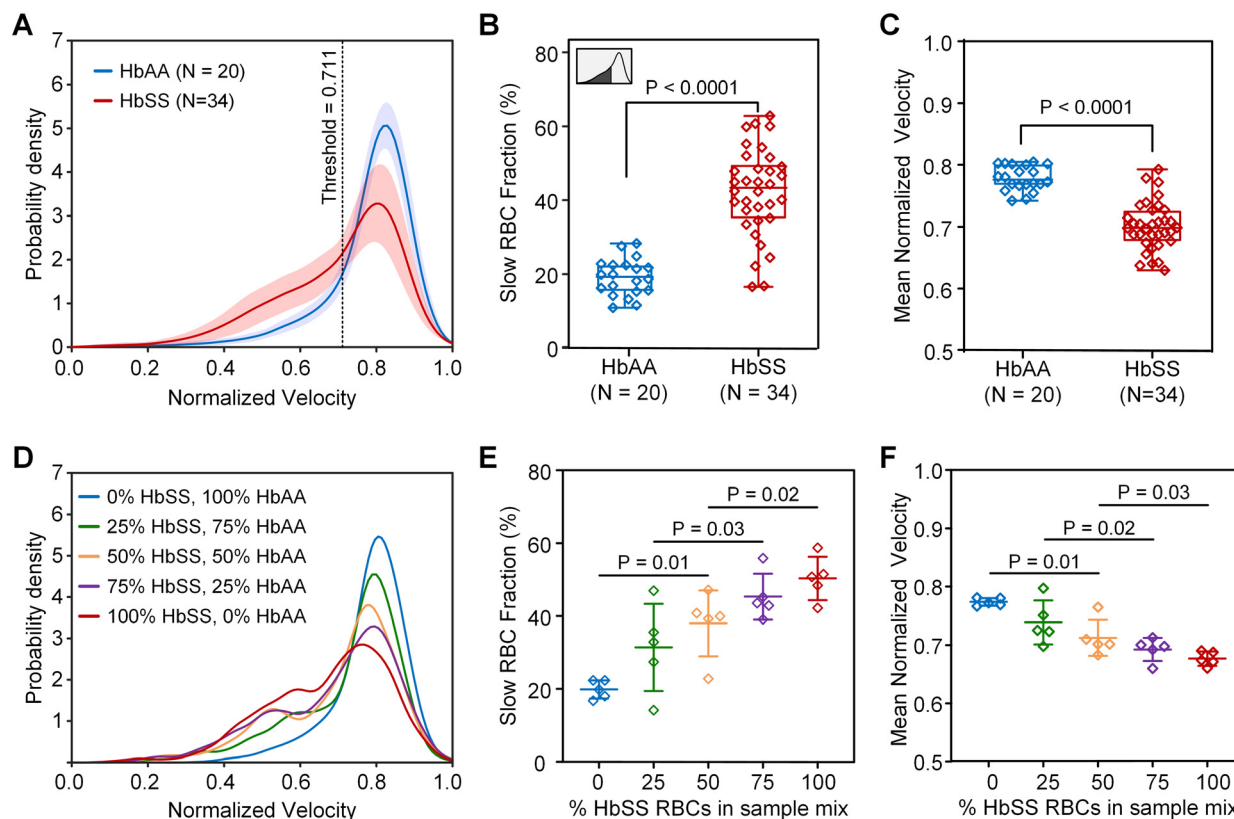 A
7
6
5
4
3
2
1
0
Probability density
HbAA (N = 20)
HbSS (N=34)
Threshold = 0.711
0.0 0.2 0.4 0.6 0.8 1.0
Normalized Velocity
B
80
60
40
20
0
Slow RBC Fraction (%)
P < 0.0001
HbAA HbSS
(N = 20) (N = 34)
C
1.0
0.9
0.8
0.7
0.6
0.5
Mean Normalized Velocity
P < 0.0001
HbAA HbSS
(N = 20) (N=34)
D
7
6
5
4
3
2
1
Probability density
0% HbSS, 100% HbAA
25% HbSS, 75% HbAA
50% HbSS, 50% HbAA
75% HbSS, 25% HbAA
100% HbSS, 0% HbAA
0.0 0.2 0.4 0.6 0.8 1.0
Normalized Velocity
E
80
60
40
20
0
Slow RBC Fraction (%)
P = 0.02
P = 0.03
P = 0.01
0 25 50 75 100
% HbSS RBCs in sample mix
F
1.0
0.9
0.8
0.7
0.6
0.5
Mean Normalized Velocity
P = 0.03
P = 0.02
P = 0.01
0 25 50 75 100
% HbSS RBCs in sample mix